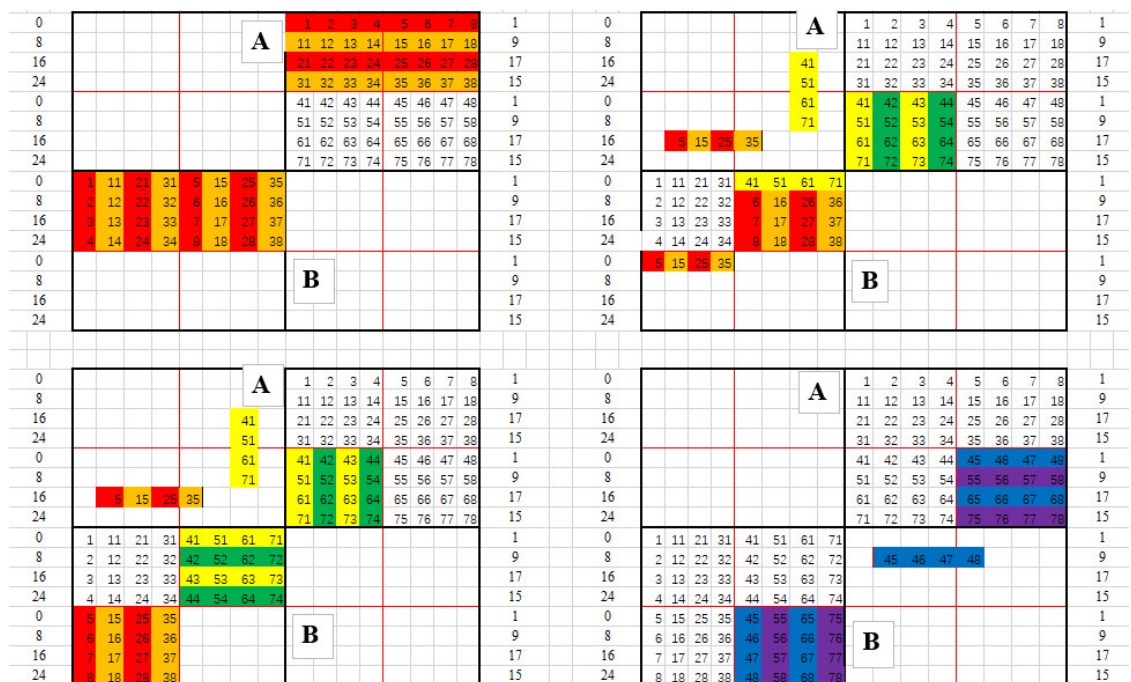 0 1 2 3 4 5 6 7 8 1
8 A 11 12 13 14 15 16 17 18 9
16 21 22 23 24 25 26 27 28 17
24 31 32 33 34 35 36 37 38 15
0 41 42 43 44 45 46 47 48 1
8 51 52 53 54 55 56 57 58 9
16 61 62 63 64 65 66 67 68 17
24 71 72 73 74 75 76 77 78 15
0 1 11 21 31 5 15 25 35 1
8 2 12 22 32 6 16 26 36 9
16 3 13 23 33 7 17 27 37 17
24 4 14 24 34 8 18 28 38 15
0 1
8 B 9
16 17
24 15
0 A 1 2 3 4 5 6 7 8 1
8 11 12 13 14 15 16 17 18 9
16 41 21 22 23 24 25 26 27 28 17
24 51 31 32 33 34 35 36 37 38 15
0 61 41 42 43 44 45 46 47 48 1
8 71 51 52 53 54 55 56 57 58 9
16 5 15 25 35 61 62 63 64 65 66 67 68 17
24 71 72 73 74 75 76 77 78 15
0 1 11 21 31 41 51 61 71 1
8 2 12 22 32 6 16 26 36 9
16 3 13 23 33 7 17 27 37 17
24 4 14 24 34 8 18 28 38 15
0 5 15 25 35 1
8 B 9
16 17
24 15
0 A 1 2 3 4 5 6 7 8 1
8 11 12 13 14 15 16 17 18 9
16 41 21 22 23 24 25 26 27 28 17
24 51 31 32 33 34 35 36 37 38 15
0 61 41 42 43 44 45 46 47 48 1
8 71 51 52 53 54 55 56 57 58 9
16 5 15 25 35 61 62 63 64 65 66 67 68 17
24 71 72 73 74 75 76 77 78 15
0 1 11 21 31 41 51 61 71 1
8 2 12 22 32 42 52 62 72 9
16 3 13 23 33 43 53 63 73 17
24 4 14 24 34 44 54 64 74 15
0 5 15 25 35 1
8 6 16 26 36 B 9
16 7 17 27 37 17
24 8 18 28 38 15
0 1 2 3 4 5 6 7 8 1
8 A 11 12 13 14 15 16 17 18 9
16 21 22 23 24 25 26 27 28 17
24 31 32 33 34 35 36 37 38 15
0 41 42 43 44 45 46 47 48 1
8 51 52 53 54 55 56 57 58 9
16 61 62 63 64 65 66 67 68 17
24 71 72 73 74 75 76 77 78 15
0 1 11 21 31 41 51 61 71 1
8 2 12 22 32 42 52 62 72 45 46 47 48 9
16 3 13 23 33 43 53 63 73 17
24 4 14 24 34 44 54 64 74 15
0 5 15 25 35 45 55 65 75 1
8 6 16 26 36 46 56 66 76 B 9
16 7 17 27 37 47 57 67 77 17
24 8 18 28 38 48 58 68 78 15